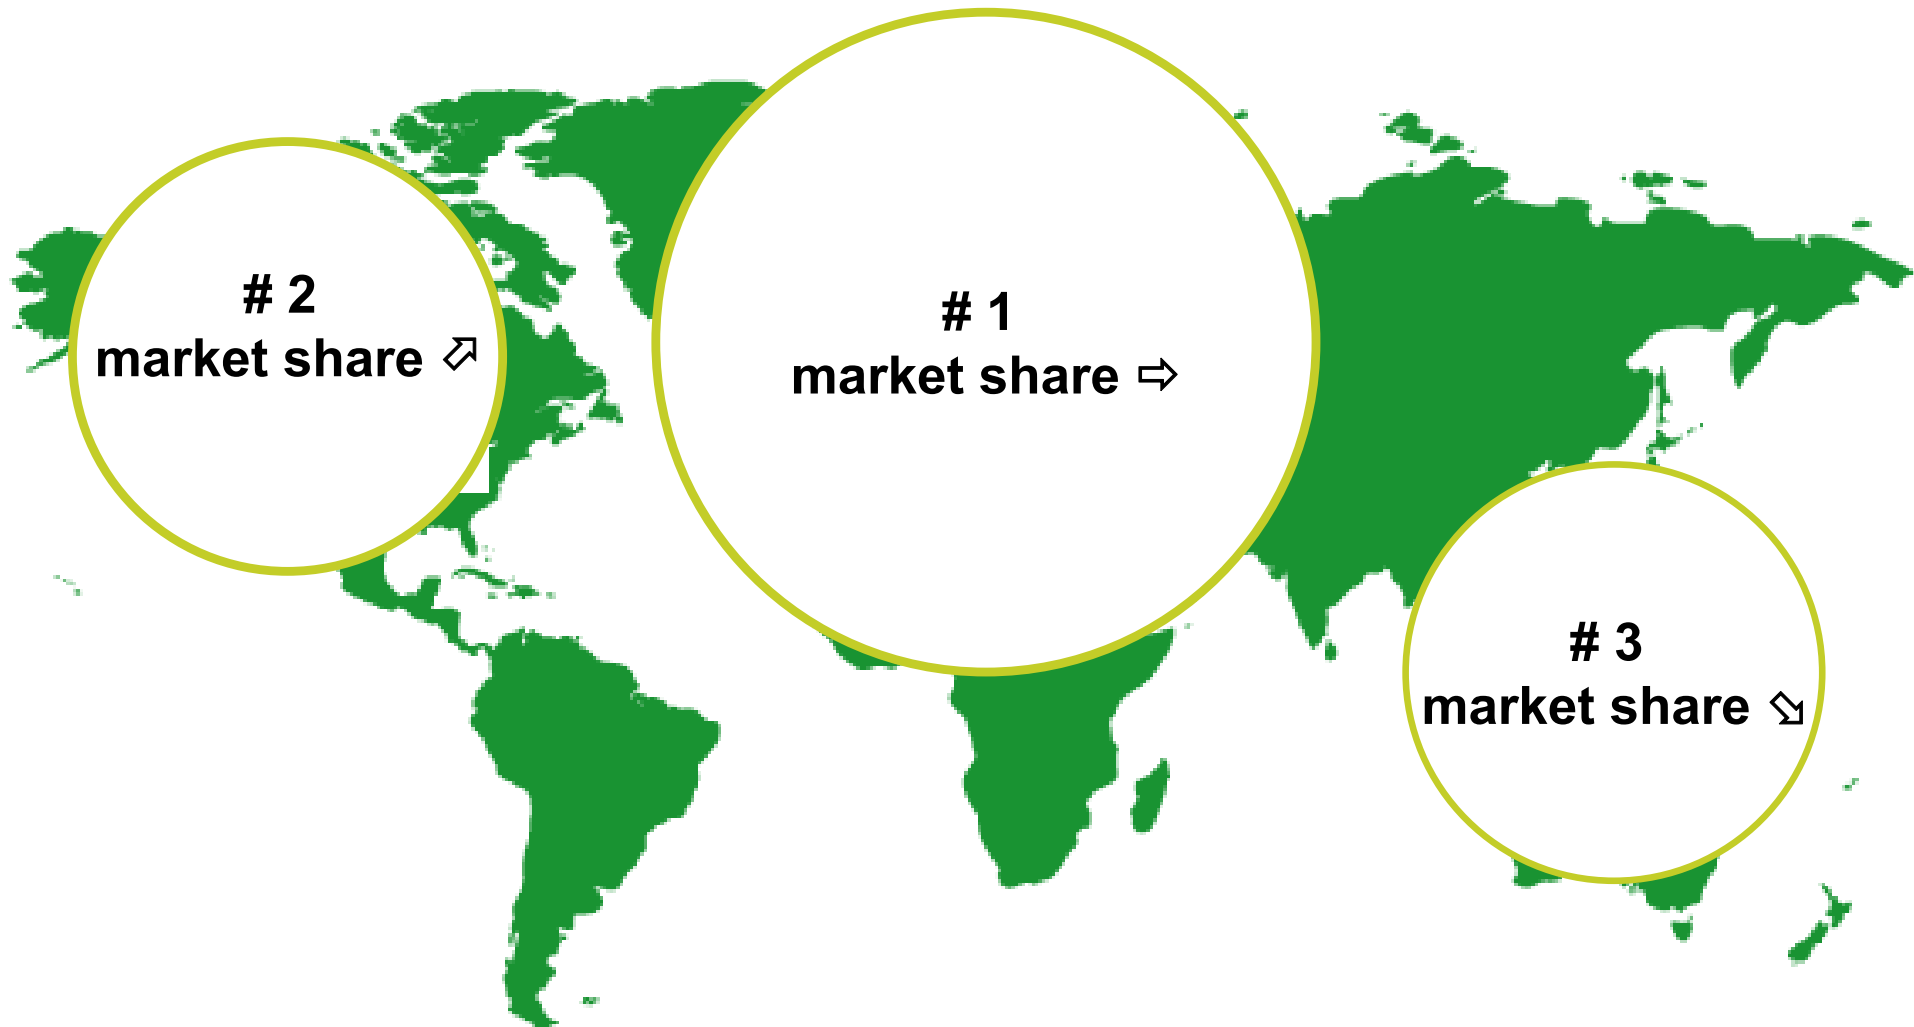 # 2
market share ⬀
# 1
market share ⇨
# 3
market share ⬂